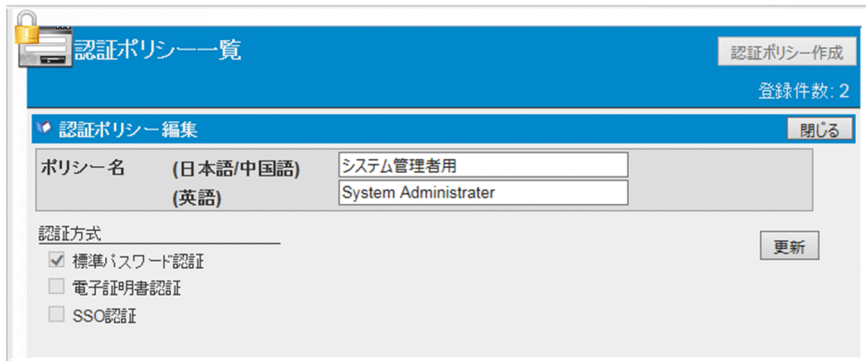 認証ポリシー一覧
認証ポリシー作成
登録件数: 2
認証ポリシー編集
閉じる
ポリシー名 (日本語/中国語) システム管理者用
(英語) System Administrater
認証方式
更新
標準パスワード認証
電子証明書認証
SSO認証